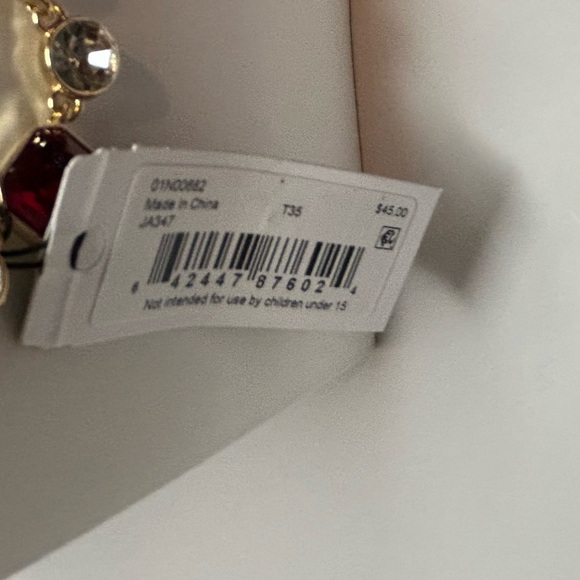 01N00682
Made in China
JA347
T35
$45.00
6 42447 87602 4
Not intended for use by children under 15